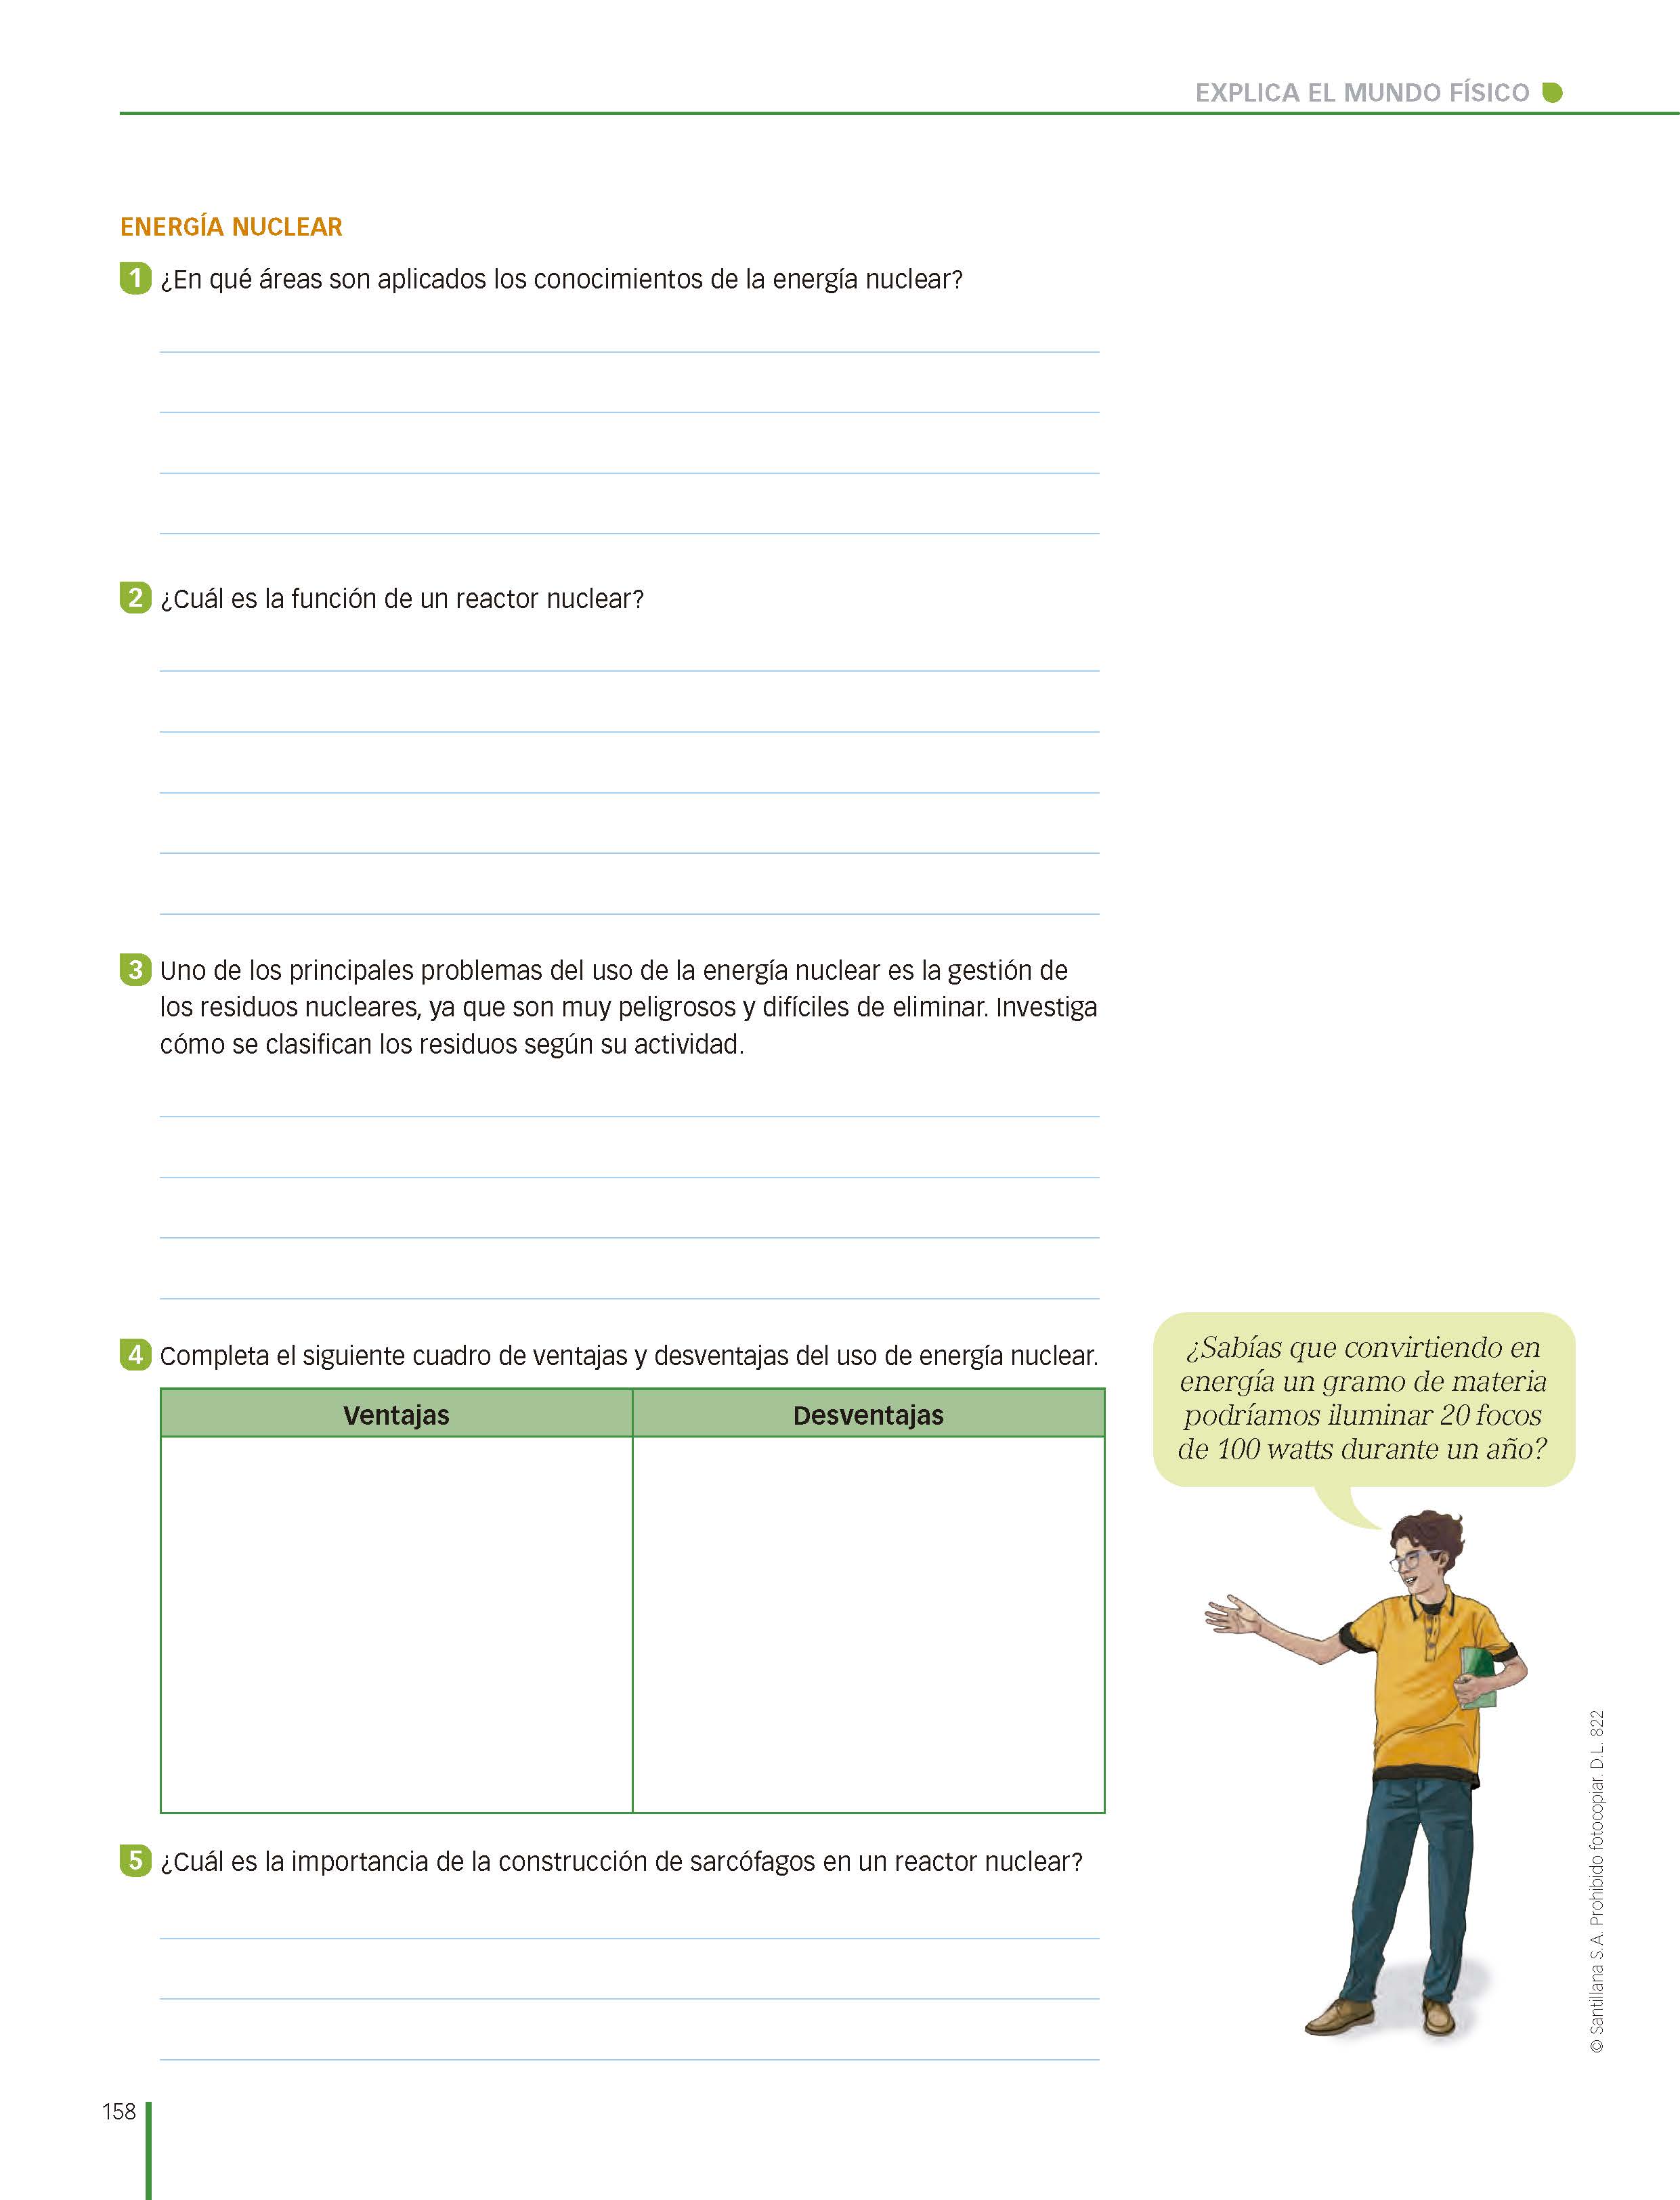 EXPLICA EL MUNDO FÍSICO
ENERGÍA NUCLEAR
1 ¿En qué áreas son aplicados los conocimientos de la energía nuclear?
2 ¿Cuál es la función de un reactor nuclear?
3 Uno de los principales problemas del uso de la energía nuclear es la gestión de
los residuos nucleares, ya que son muy peligrosos y difíciles de eliminar. Investiga
cómo se clasifican los residuos según su actividad.
4 Completa el siguiente cuadro de ventajas y desventajas del uso de energía nuclear.
Ventajas
Desventajas
¿Sabías que convirtiendo en
energía un gramo de materia
podríamos iluminar 20 focos
de 100 watts durante un año?
5 ¿Cuál es la importancia de la construcción de sarcófagos en un reactor nuclear?
© Santillana S.A. Prohibido fotocopiar. D.L. 822
158